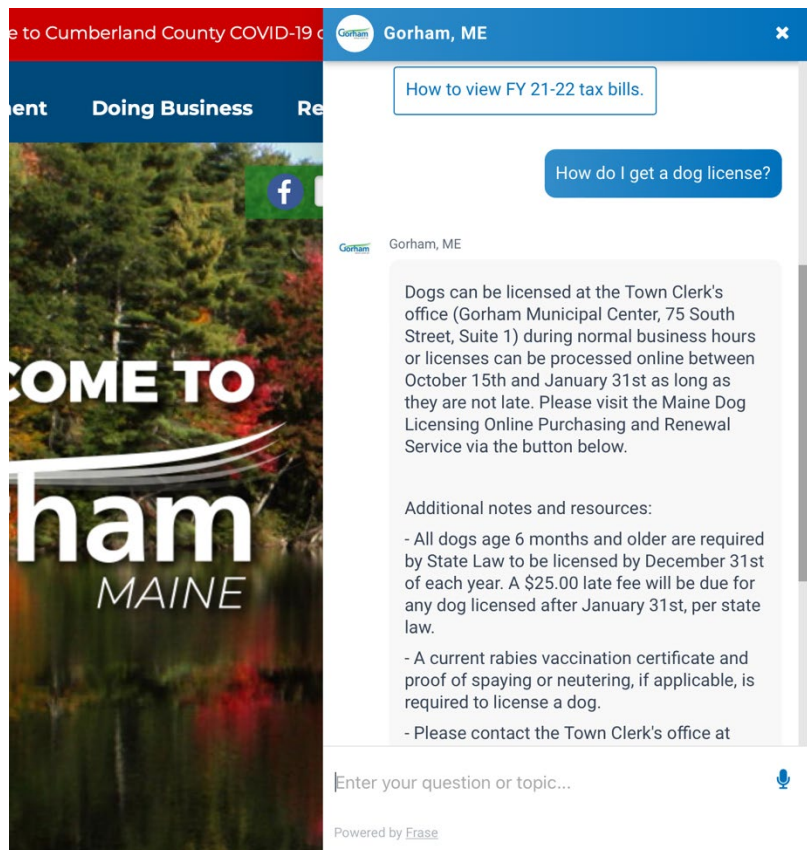 e to Cumberland County COVID-19
ment Doing Business Re
f
COME TO
ham
MAINE
Gorham Gorham, ME ×
How to view FY 21-22 tax bills.
How do I get a dog license?
Gorham Gorham, ME
Dogs can be licensed at the Town Clerk's
office (Gorham Municipal Center, 75 South
Street, Suite 1) during normal business hours
or licenses can be processed online between
October 15th and January 31st as long as
they are not late. Please visit the Maine Dog
Licensing Online Purchasing and Renewal
Service via the button below.
Additional notes and resources:
- All dogs age 6 months and older are required
by State Law to be licensed by December 31st
of each year. A $25.00 late fee will be due for
any dog licensed after January 31st, per state
law.
- A current rabies vaccination certificate and
proof of spaying or neutering, if applicable, is
required to license a dog.
- Please contact the Town Clerk's office at
Enter your question or topic...
Powered by Frase